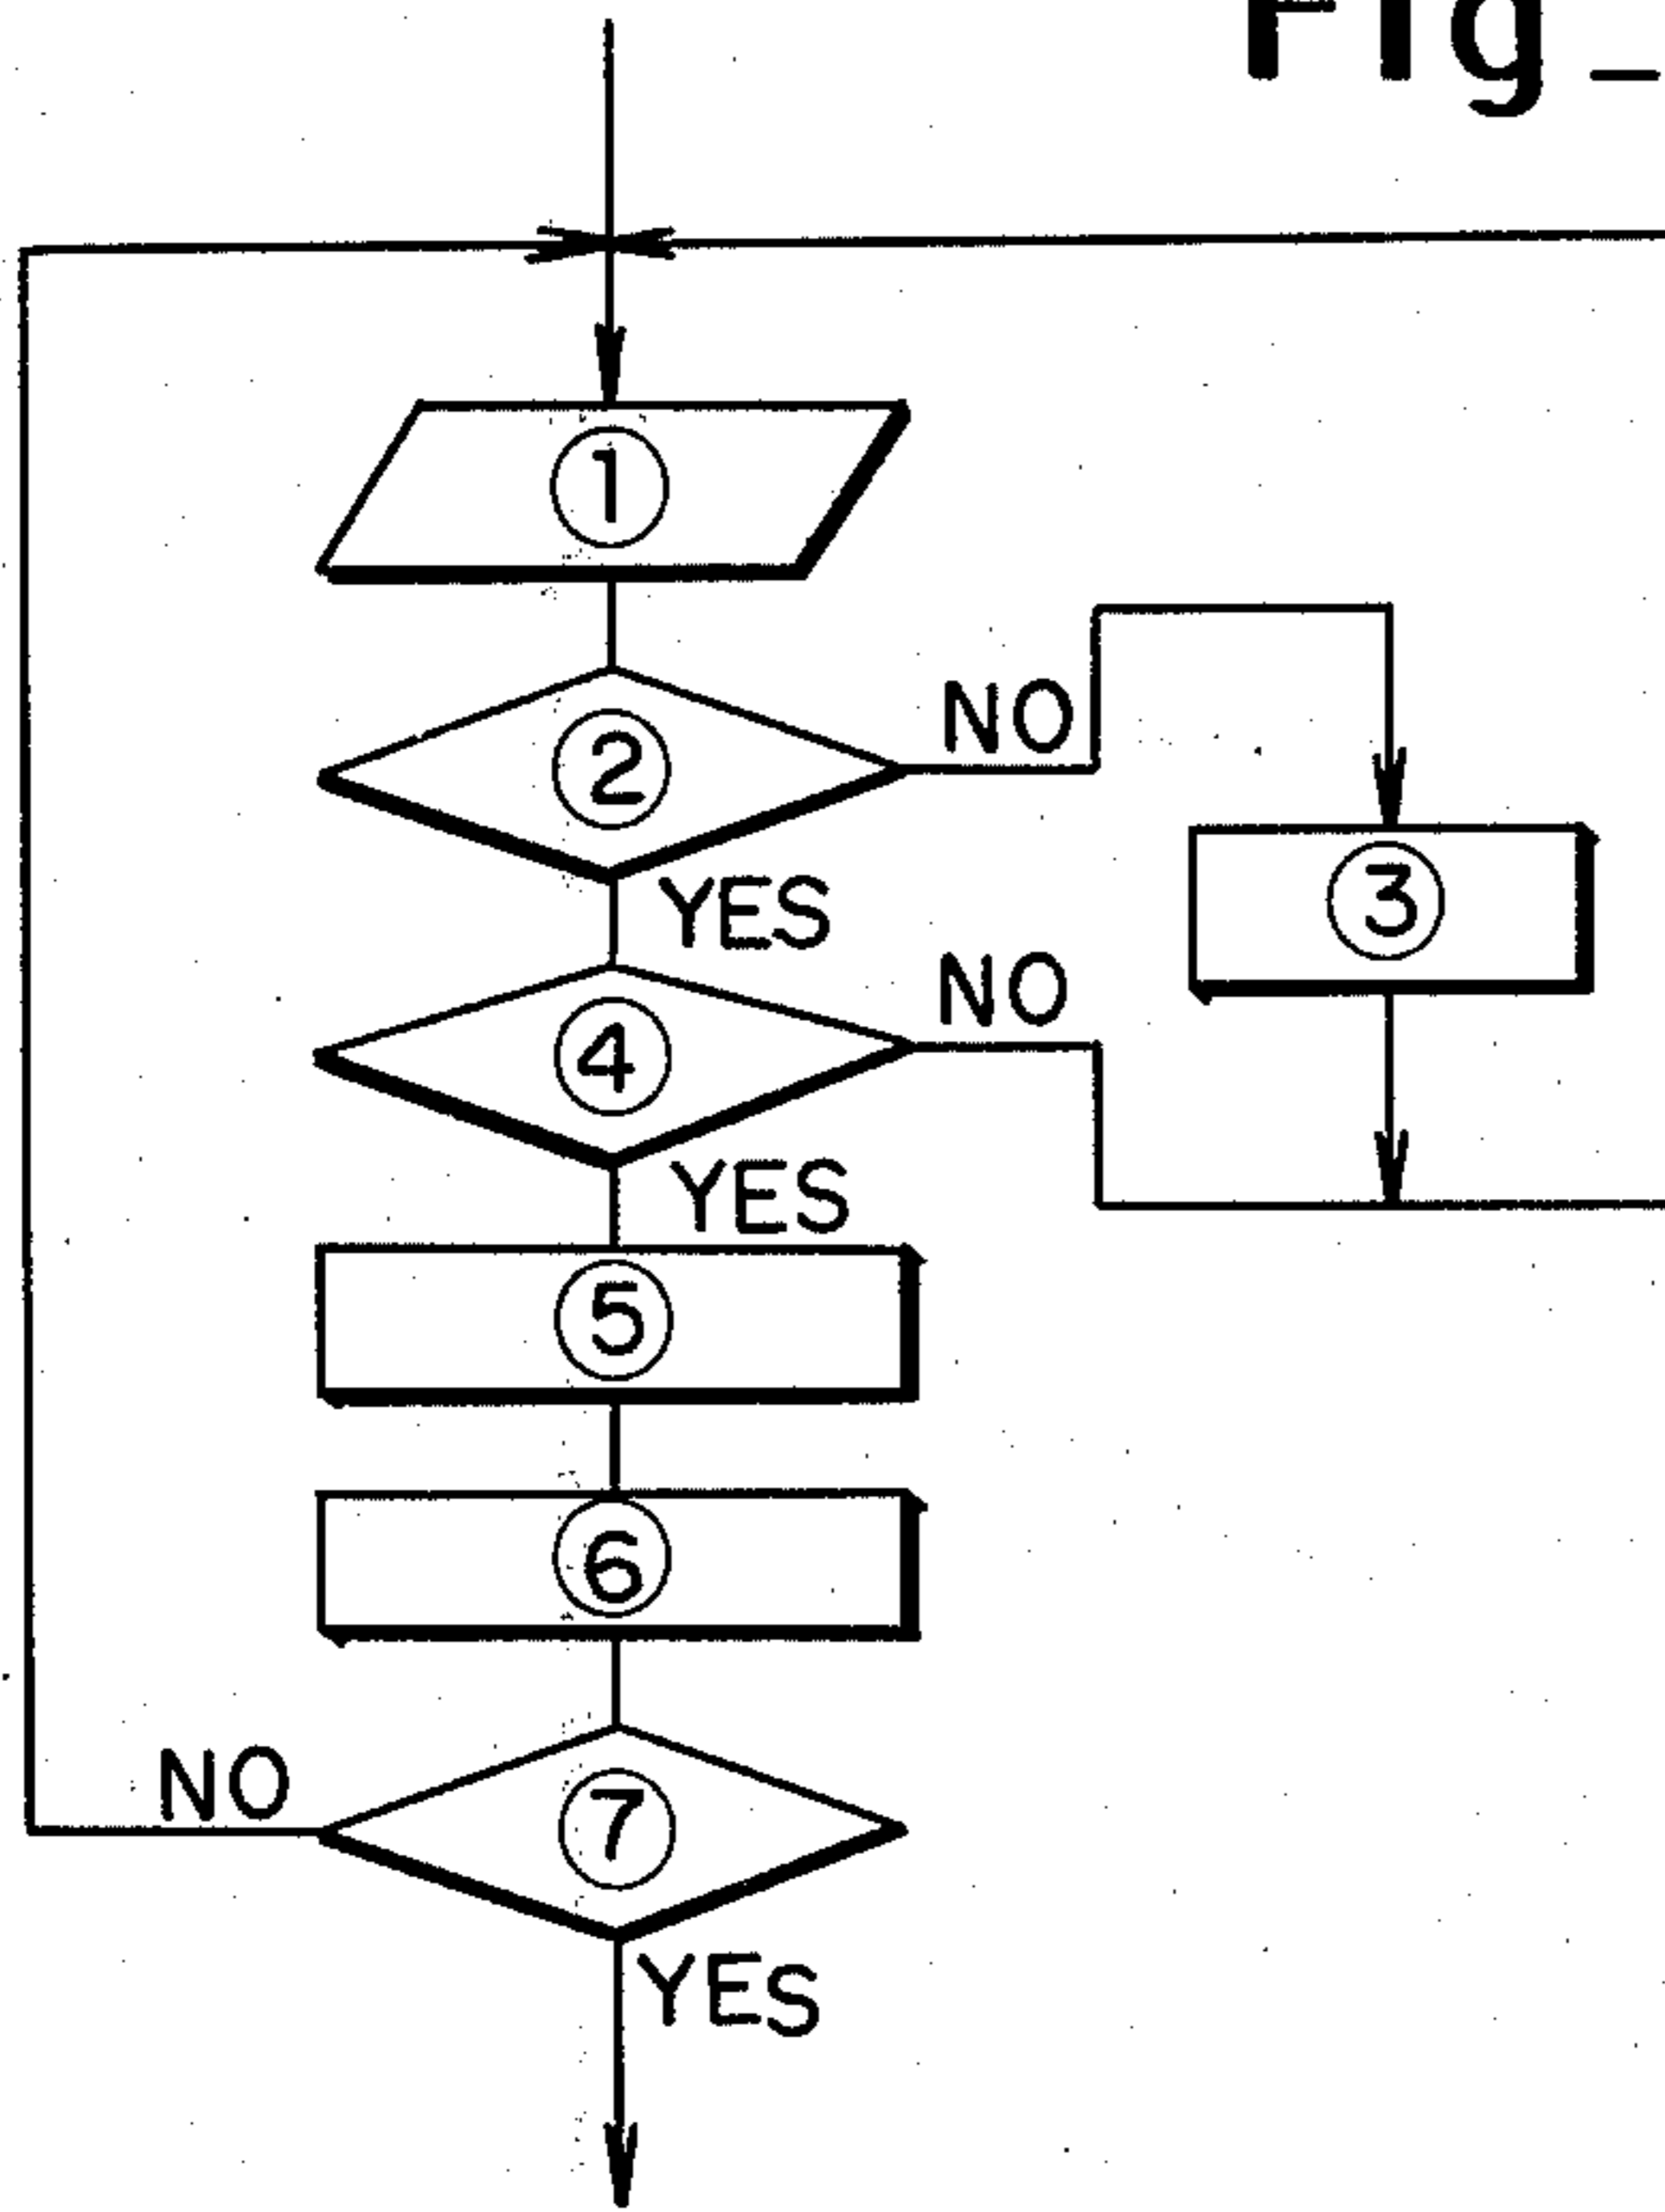 Fig_
①
②
NO
YES
③
④
NO
YES
⑤
⑥
⑦
NO
YES